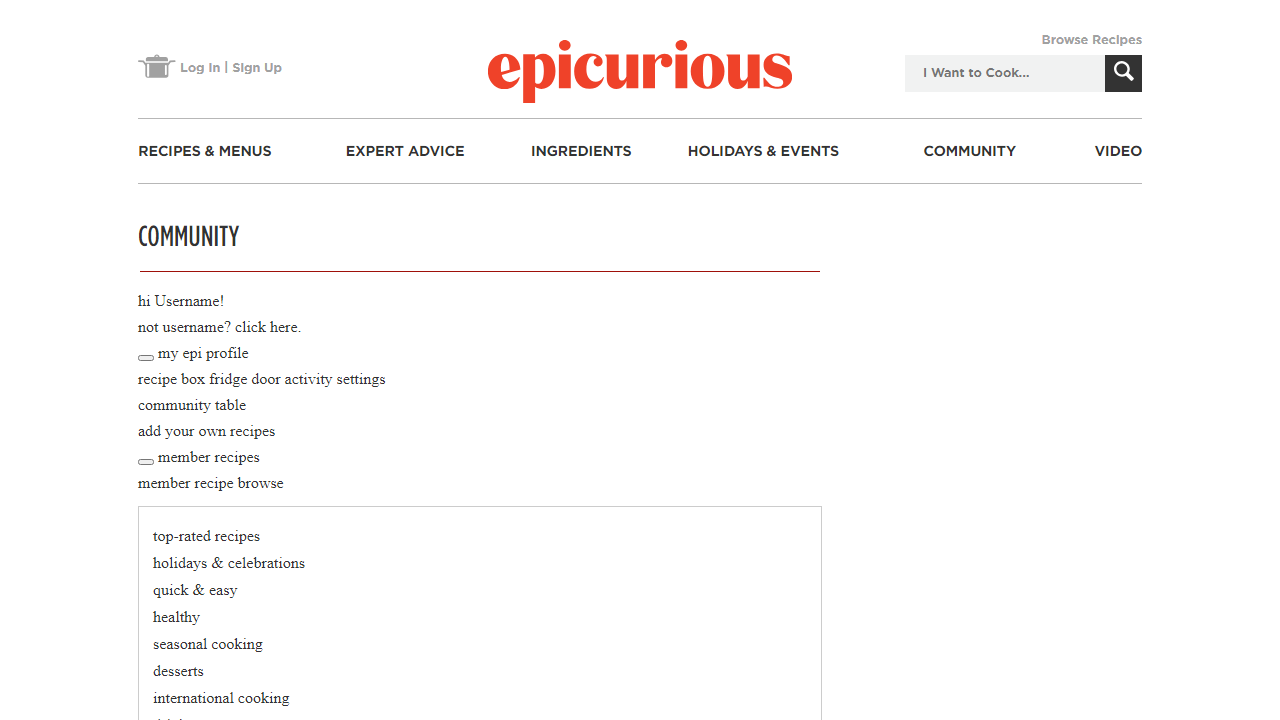 Browse Recipes
Log In | Sign Up
epicurious
I Want to Cook...
RECIPES & MENUS EXPERT ADVICE INGREDIENTS HOLIDAYS & EVENTS COMMUNITY VIDEO
COMMUNITY
hi Username!
not username? click here.
my epi profile
recipe box fridge door activity settings
community table
add your own recipes
member recipes
member recipe browse
top-rated recipes
holidays & celebrations
quick & easy
healthy
seasonal cooking
desserts
international cooking